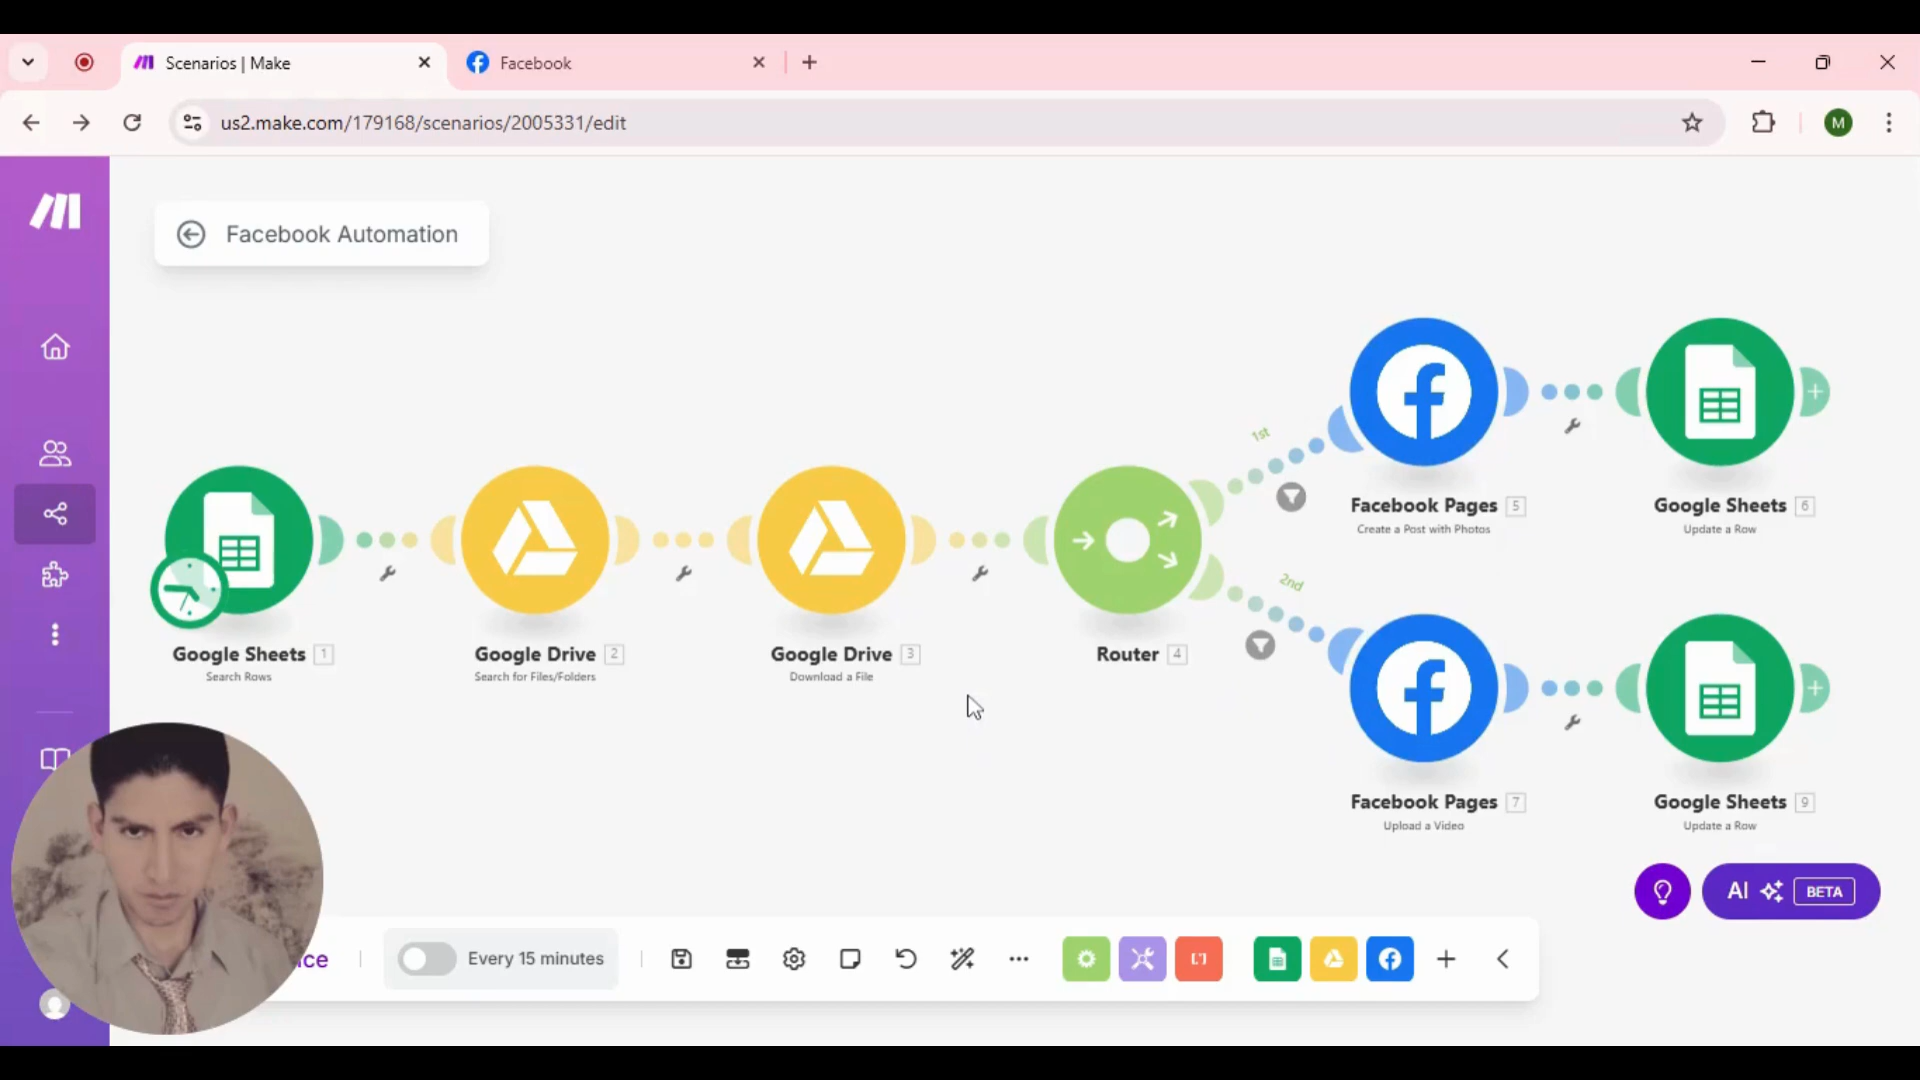 Scenarios | Make
Facebook
us2.make.com/179168/scenarios/2005331/edit
M
Facebook Automation
1st
2nd
Google Sheets 1
Search Rows
Google Drive 2
Search for Files/Folders
Google Drive 3
Download a File
Router 4
Facebook Pages 5
Create a Post with Photos
Google Sheets 6
Update a Row
Facebook Pages 7
Upload a Video
Google Sheets 9
Update a Row
AI BETA
ce
Every 15 minutes